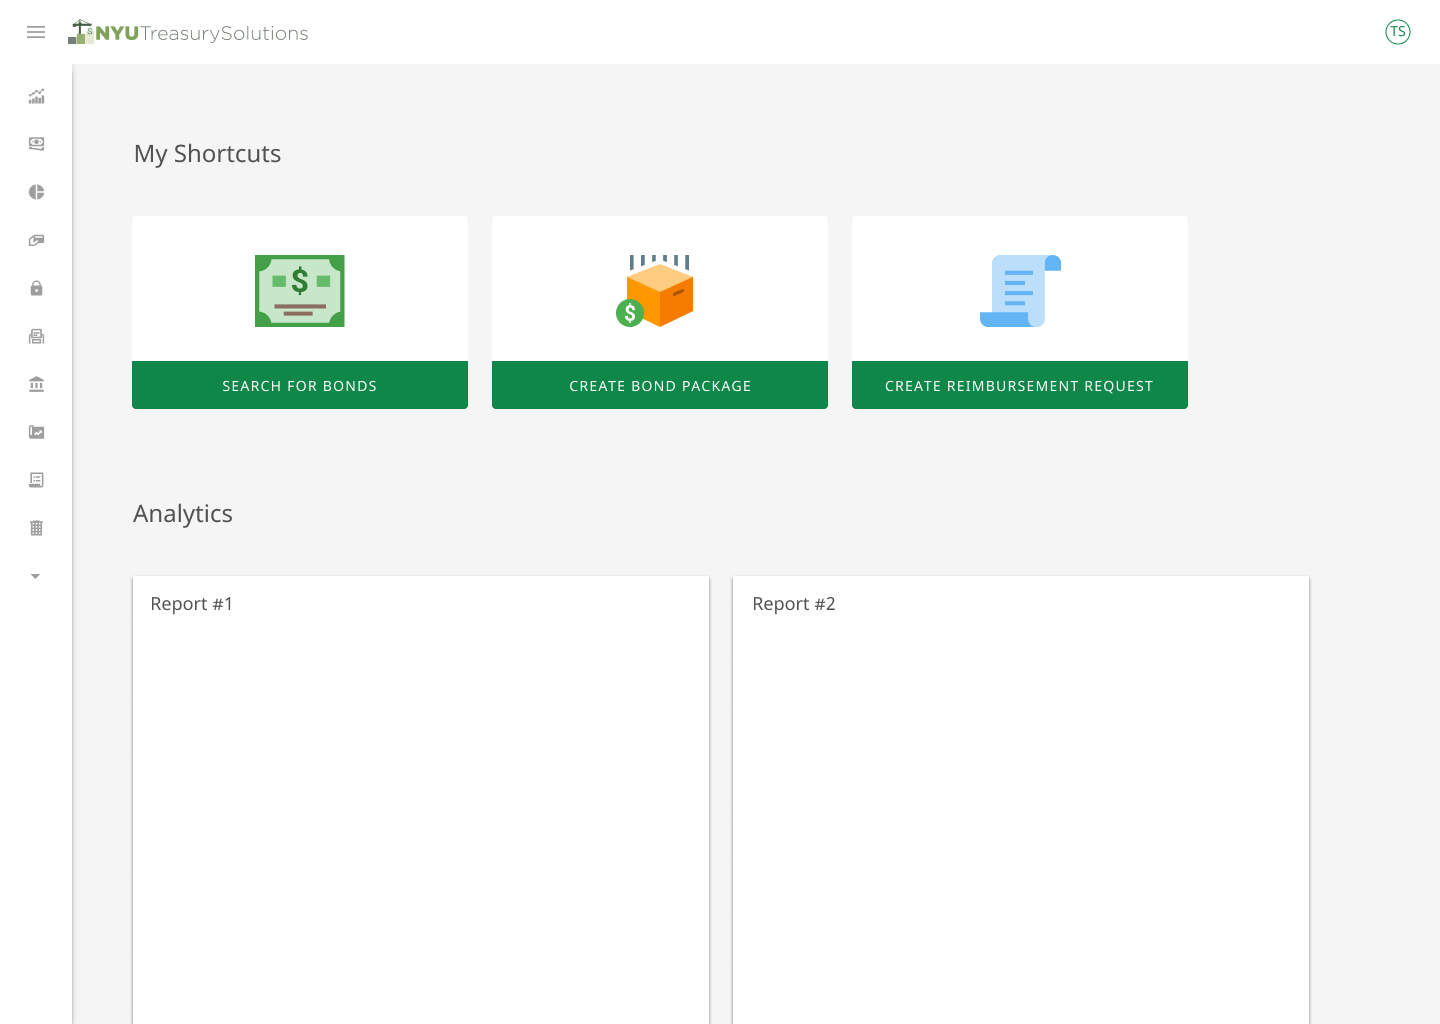 NYUTreasurySolutions
TS
My Shortcuts
$
$
SEARCH FOR BONDS
CREATE BOND PACKAGE
CREATE REIMBURSEMENT REQUEST
Analytics
Report #1
Report #2